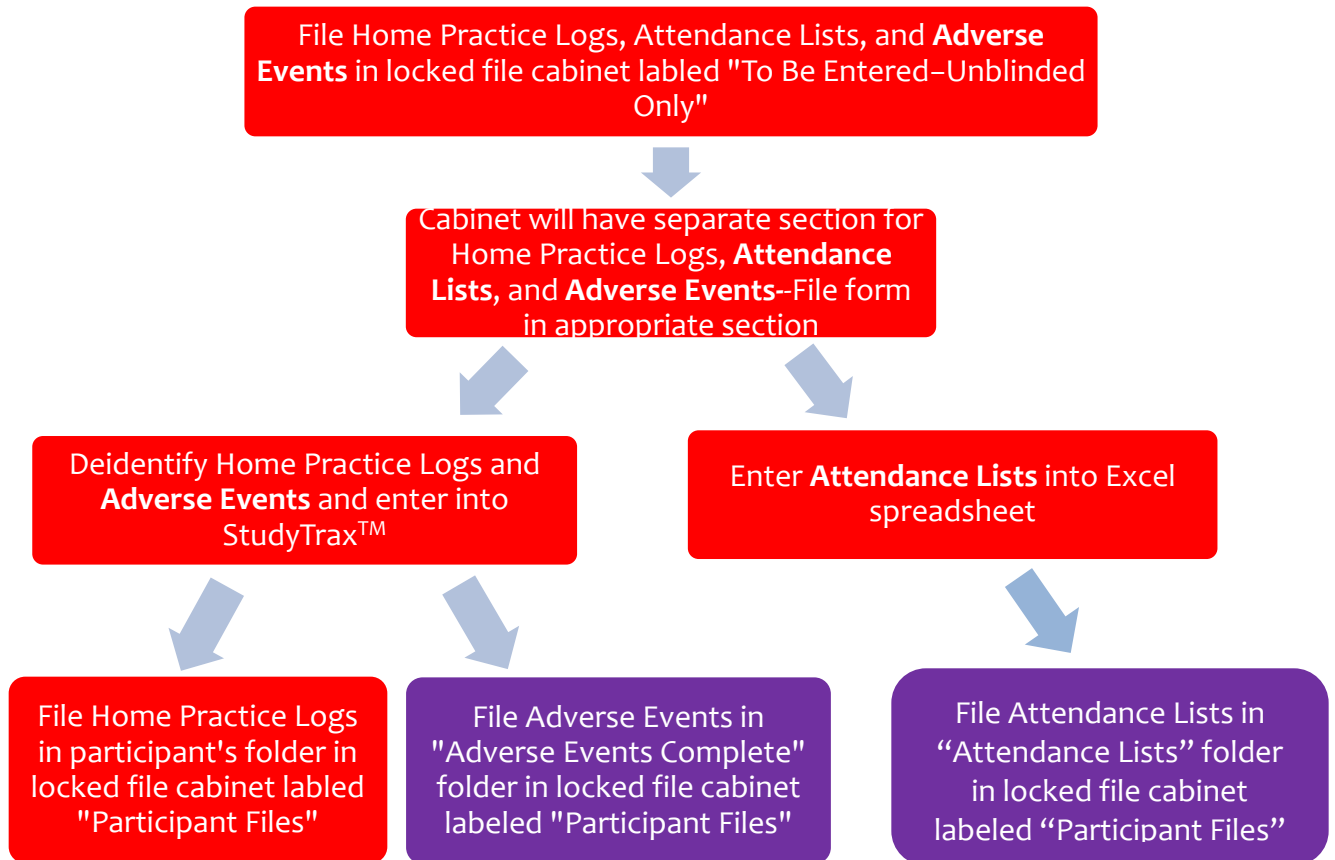 File Home Practice Logs, Attendance Lists, and Adverse
Events in locked file cabinet labled "To Be Entered–Unblinded
Only"
Cabinet will have separate section for
Home Practice Logs, Attendance
Lists, and Adverse Events--File form
in appropriate section
Deidentify Home Practice Logs and
Adverse Events and enter into
StudyTrax™
Enter Attendance Lists into Excel
spreadsheet
File Home Practice Logs
in participant's folder in
locked file cabinet labled
"Participant Files"
File Adverse Events in
"Adverse Events Complete"
folder in locked file cabinet
labeled "Participant Files"
File Attendance Lists in
“Attendance Lists” folder
in locked file cabinet
labeled “Participant Files”